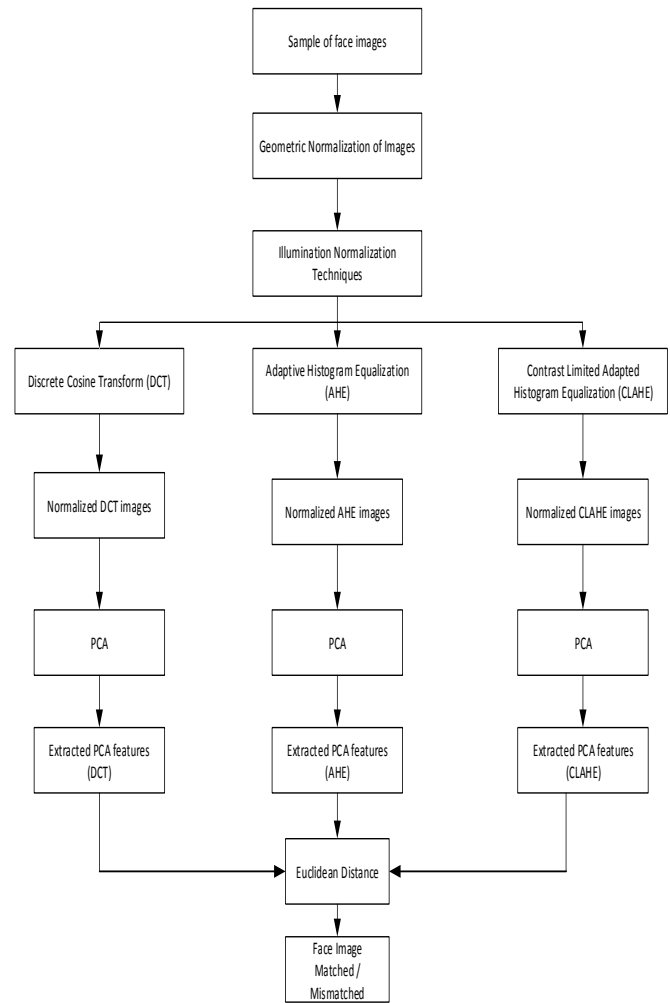 Sample of face images
Geometric Normalization of Images
Illumination Normalization
Techniques
Discrete Cosine Transform (DCT)
Adaptive Histogram Equalization
(AHE)
Contrast Limited Adapted
Histogram Equalization (CLAHE)
Normalized DCT images
Normalized AHE images
Normalized CLAHE images
PCA
PCA
PCA
Extracted PCA features
(DCT)
Extracted PCA features
(AHE)
Extracted PCA features
(CLAHE)
Euclidean Distance
Face Image
Matched /
Mismatched